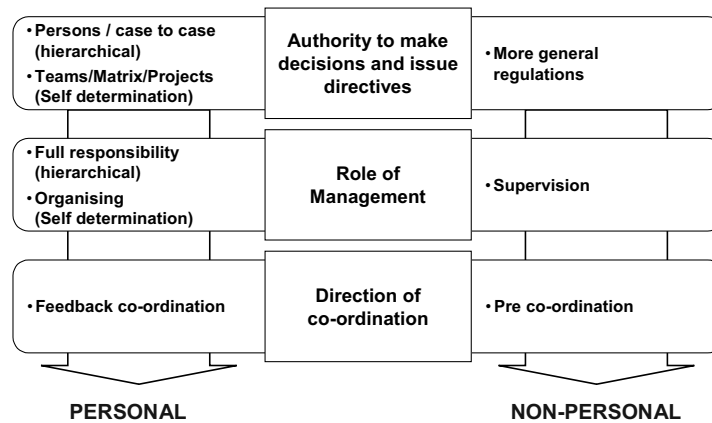 • Persons / case to case
(hierarchical)
• Teams/Matrix/Projects
(Self determination)
Authority to make
decisions and issue
directives
• More general
regulations
• Full responsibility
(hierarchical)
• Organising
(Self determination)
Role of
Management
• Supervision
• Feedback co-ordination
Direction of
co-ordination
• Pre co-ordination
PERSONAL
NON-PERSONAL